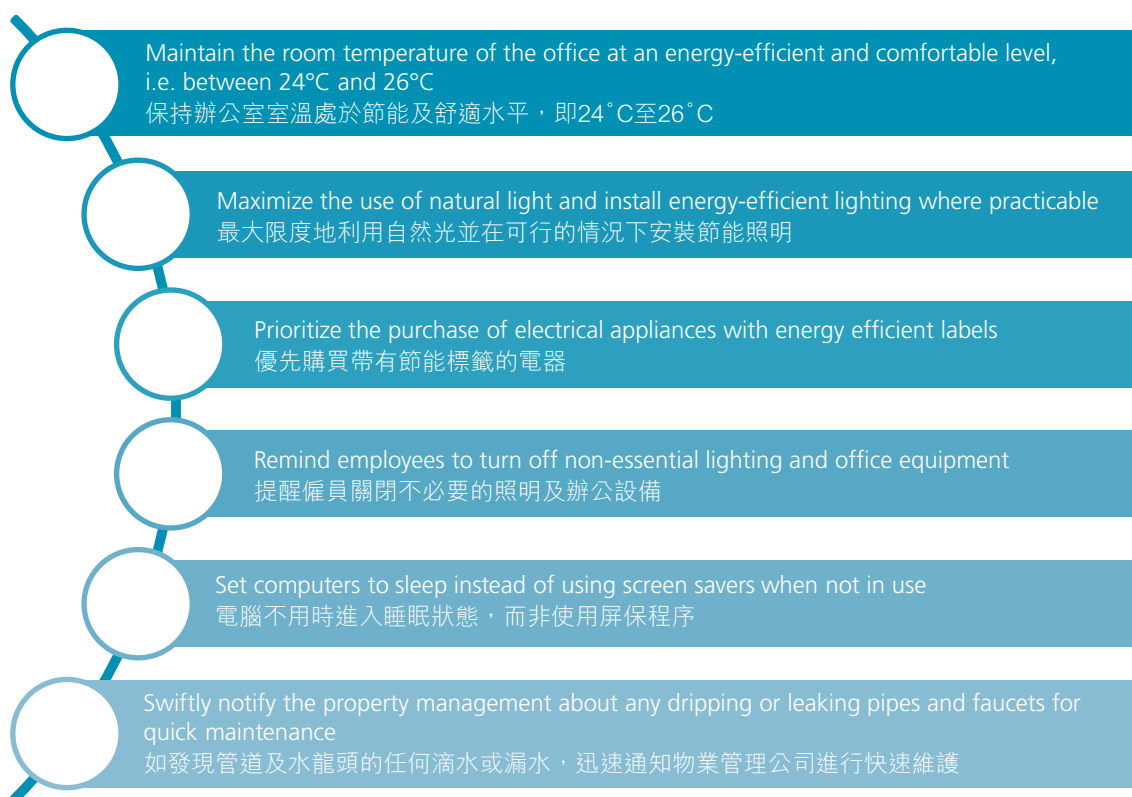 Maintain the room temperature of the office at an energy-efficient and comfortable level,
i.e. between 24°C and 26°C
保持辦公室室溫處於節能及舒適水平，即24˚C至26˚C
Maximize the use of natural light and install energy-efficient lighting where practicable
最大限度地利用自然光並在可行的情況下安裝節能照明
Prioritize the purchase of electrical appliances with energy efficient labels
優先購買帶有節能標籤的電器
Remind employees to turn off non-essential lighting and office equipment
提醒僱員關閉不必要的照明及辦公設備
Set computers to sleep instead of using screen savers when not in use
電腦不用時進入睡眠狀態，而非使用屏保程序
Swiftly notify the property management about any dripping or leaking pipes and faucets for
quick maintenance
如發現管道及水龍頭的任何滴水或漏水，迅速通知物業管理公司進行快速維護